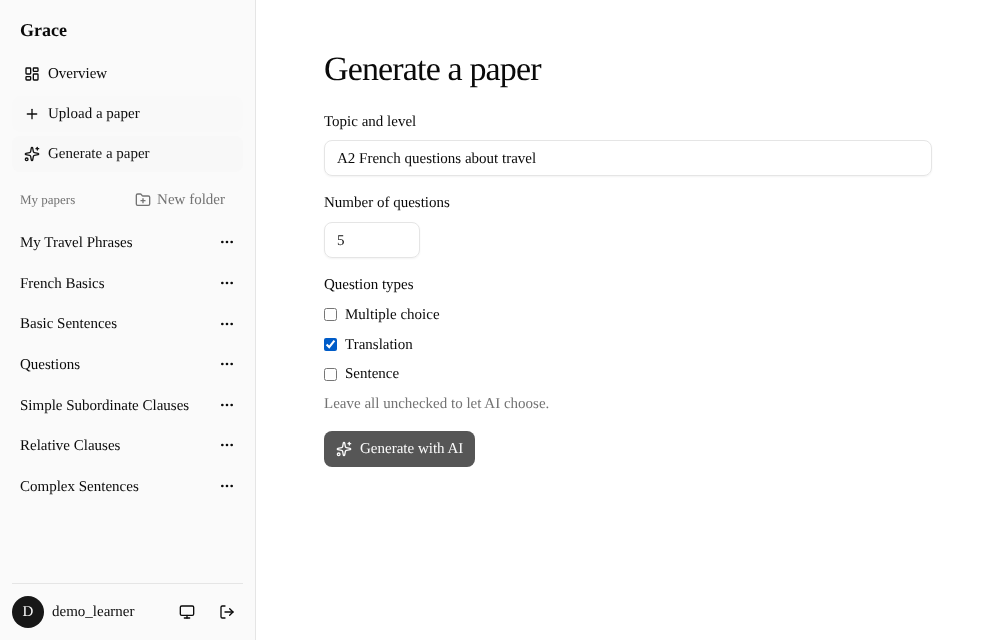 Grace
Overview
Upload a paper
Generate a paper
My papers
New folder
My Travel Phrases
French Basics
Basic Sentences
Questions
Simple Subordinate Clauses
Relative Clauses
Complex Sentences
D
demo_learner
Generate a paper
Topic and level
A2 French questions about travel
Number of questions
5
Question types
Multiple choice
Translation
Sentence
Leave all unchecked to let AI choose.
Generate with AI